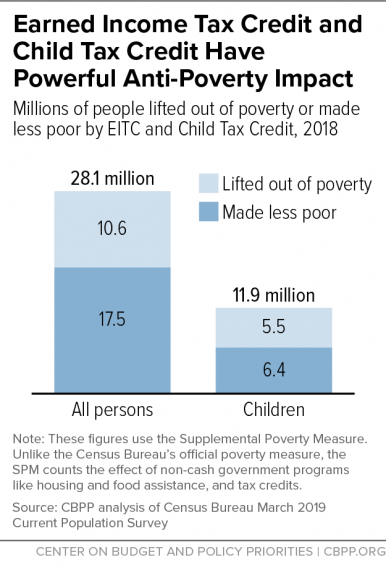 Earned Income Tax Credit and
Child Tax Credit Have
Powerful Anti-Poverty Impact
Millions of people lifted out of poverty or made
less poor by EITC and Child Tax Credit, 2018
28.1 million
Lifted out of poverty
Made less poor
10.6
17.5
11.9 million
5.5
6.4
All persons
Children
Note: These figures use the Supplemental Poverty Measure.
Unlike the Census Bureau's official poverty measure, the
SPM counts the effect of non-cash government programs
like housing and food assistance, and tax credits.
Source: CBPP analysis of Census Bureau March 2019
Current Population Survey
CENTER ON BUDGET AND POLICY PRIORITIES | CBPP.ORG